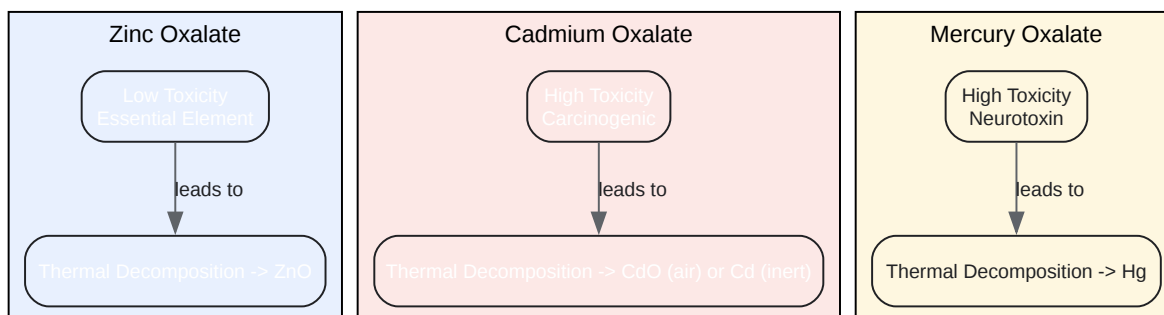 Zinc Oxalate
Low Toxicity
Essential Element
leads to
Thermal Decomposition -> ZnO
Cadmium Oxalate
High Toxicity
Carcinogenic
leads to
Thermal Decomposition -> CdO (air) or Cd (inert)
Mercury Oxalate
High Toxicity
Neurotoxin
leads to
Thermal Decomposition -> Hg